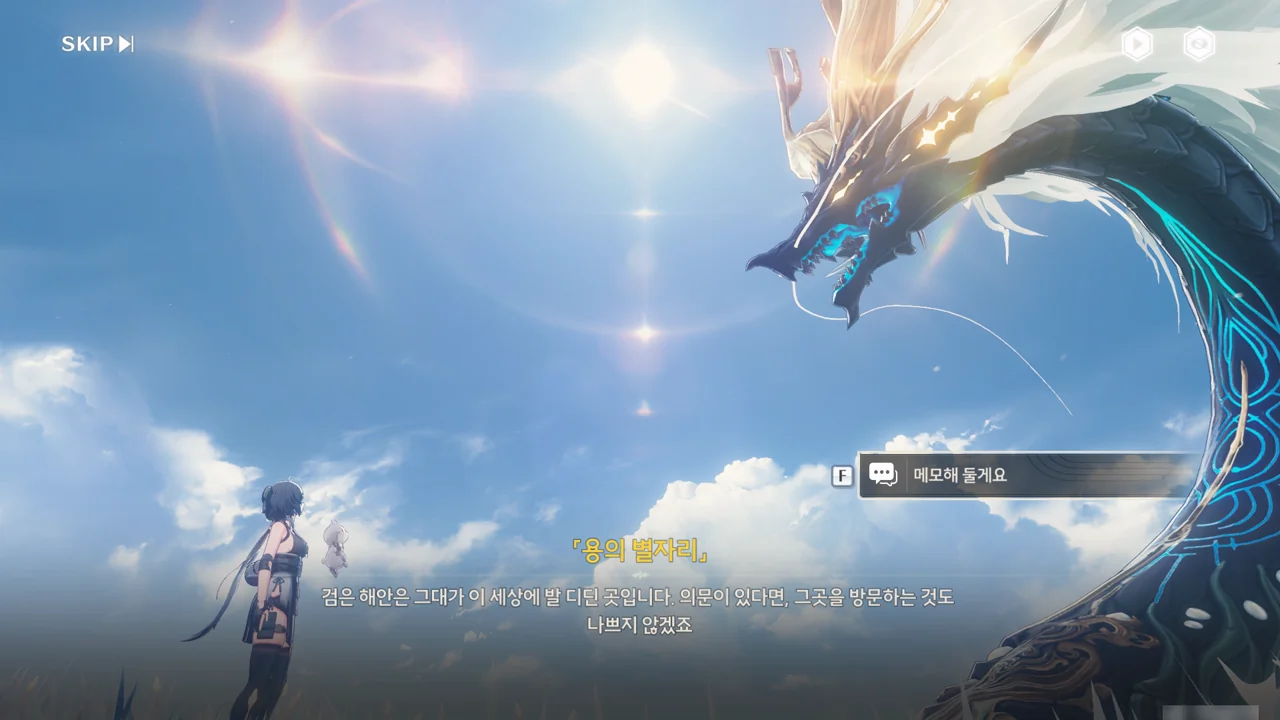 SKIP
F
메모해 둘게요
『용의 별자리』
검은 해안은 그대가 이 세상에 발 디딘 곳입니다. 의문이 있다면, 그곳을 방문하는 것도
나쁘지 않겠죠